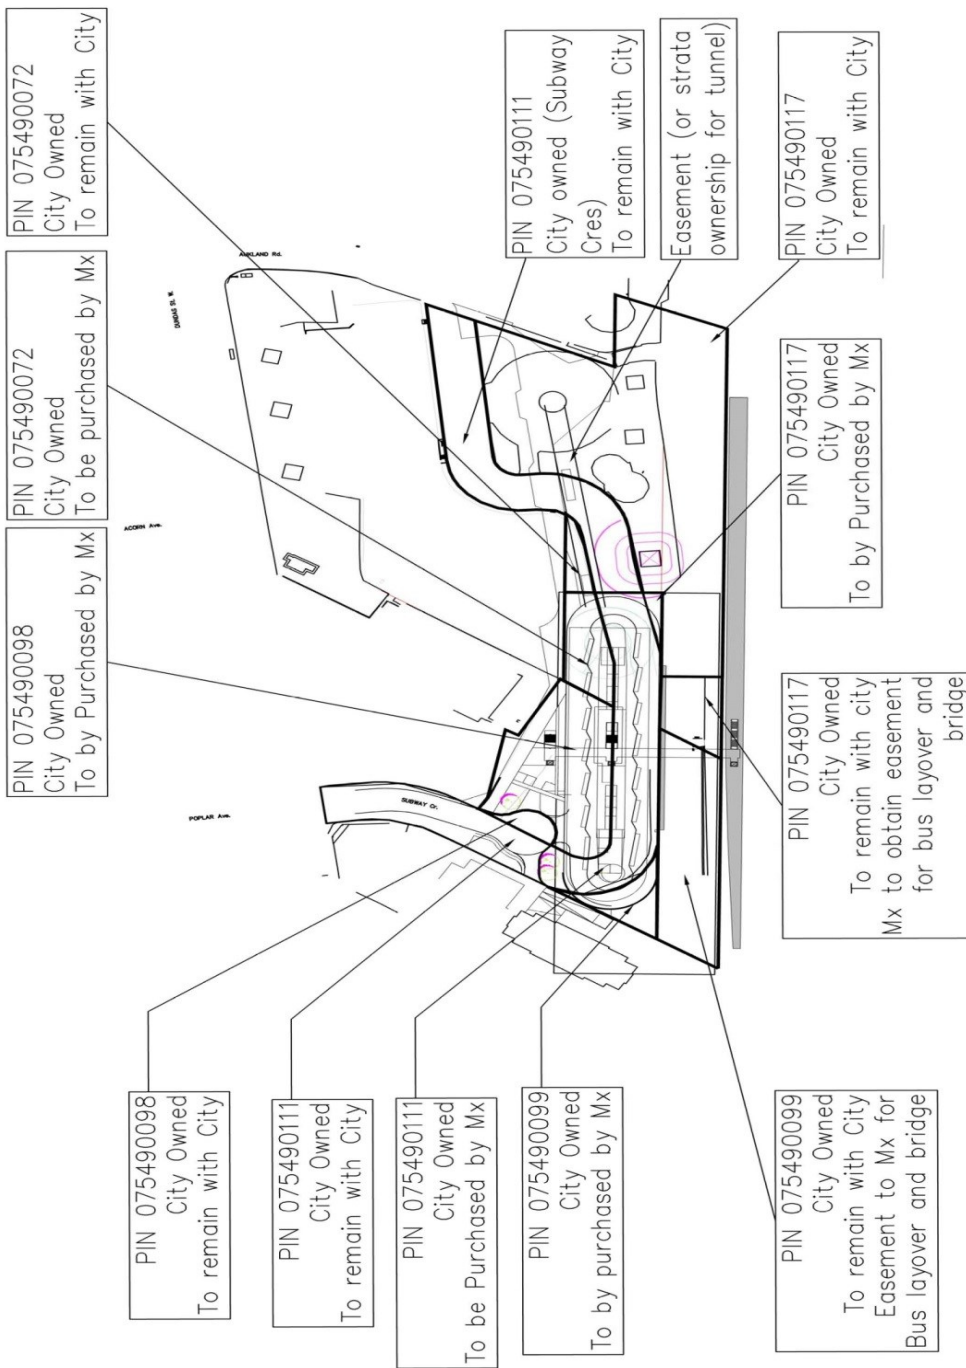 PIN 075490098
City Owned
To by Purchased by Mx
PIN 075490072
City Owned
To be purchased by Mx
PIN 075490072
City Owned
To remain with City
POPLAR Ave.
ACORN Ave.
DUNDAS St. W.
AUKLAND Rd.
SUBWAY Cr.
PIN 075490111
City owned (Subway
Cres)
To remain with City
Easement (or strata
ownership for tunnel)
PIN 075490117
City Owned
To remain with City
PIN 075490117
City Owned
To by Purchased by Mx
PIN 075490117
City Owned
To remain with city
Mx to obtain easement
for bus layover and
bridge
PIN 075490098
City Owned
To remain with City
PIN 075490111
City Owned
To remain with City
PIN 075490111
City Owned
To be Purchased by Mx
PIN 075490099
City Owned
To by purchased by Mx
PIN 075490099
City Owned
To remain with City
Easement to Mx for
Bus layover and bridge